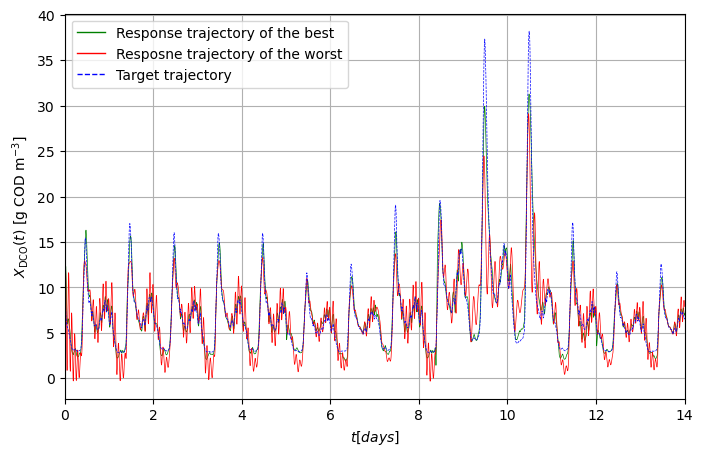 40
35
30
25
20
15
10
5
0
X_DCO(t) [g COD m⁻³]
Response trajectory of the best
Resposne trajectory of the worst
Target trajectory
0 2 4 6 8 10 12 14
t[days]